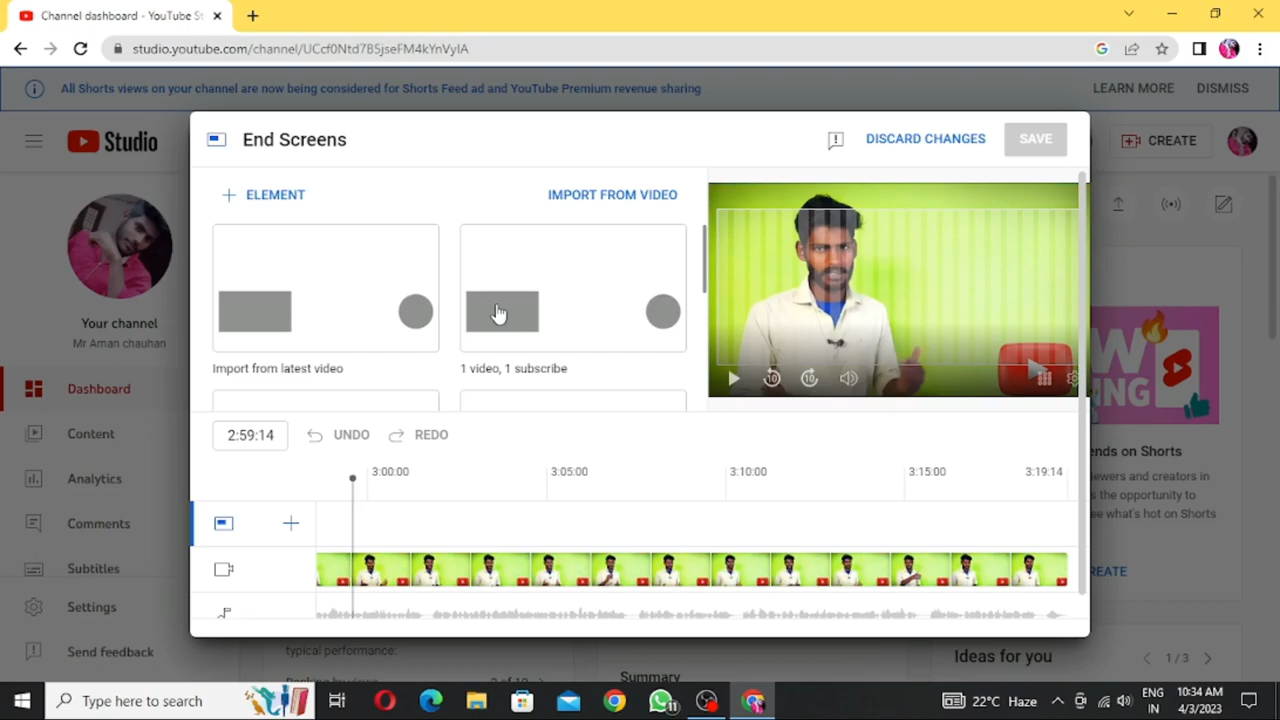 Channel dashboard - YouTube St
studio.youtube.com/channel/UCcf0Ntd7B5jseFM4kYnVyIA
All Shorts views on your channel are now being considered for Shorts Feed ad and YouTube Premium revenue sharing
LEARN MORE
DISMISS
Studio
CREATE
End Screens
DISCARD CHANGES
SAVE
ELEMENT
IMPORT FROM VIDEO
Import from latest video
1 video, 1 subscribe
10
10
2:59:14
UNDO
REDO
3:00:00
3:05:00
3:10:00
3:15:00
3:19:14
Your channel
Mr Aman chauhan
Dashboard
Content
Analytics
Comments
Subtitles
Settings
Send feedback
W
NING
ends on Shorts
iewers and creators in
s the opportunity to
ee what's hot on Shorts
REATE
typical performance:
Summary
Ideas for you
1 / 3
Type here to search
11
22°C Haze
ENG
IN
10:34 AM
4/3/2023